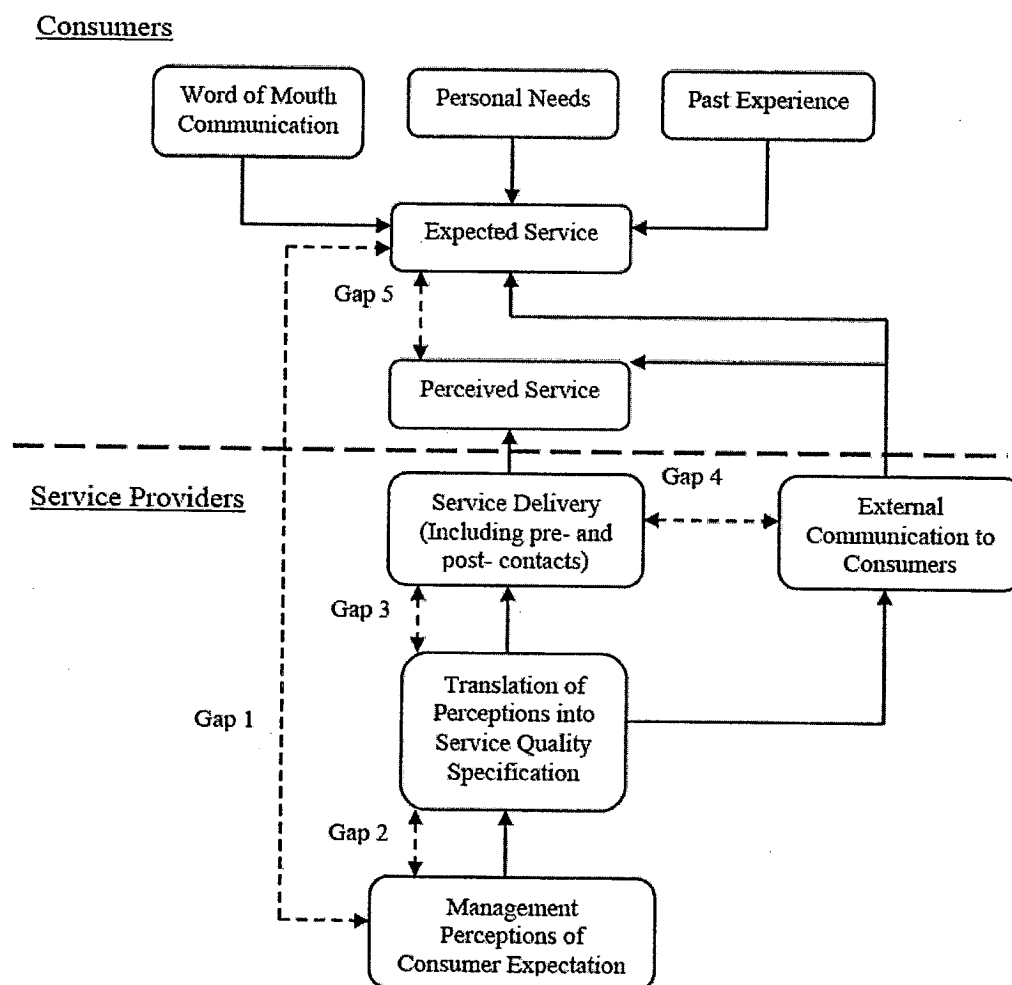 Consumers
Word of Mouth
Communication
Personal Needs
Past Experience
Expected Service
Gap 5
Perceived Service
Service Providers
Service Delivery
(Including pre- and
post- contacts)
Gap 4
External
Communication to
Consumers
Gap 3
Translation of
Perceptions into
Service Quality
Specification
Gap 1
Gap 2
Management
Perceptions of
Consumer Expectation